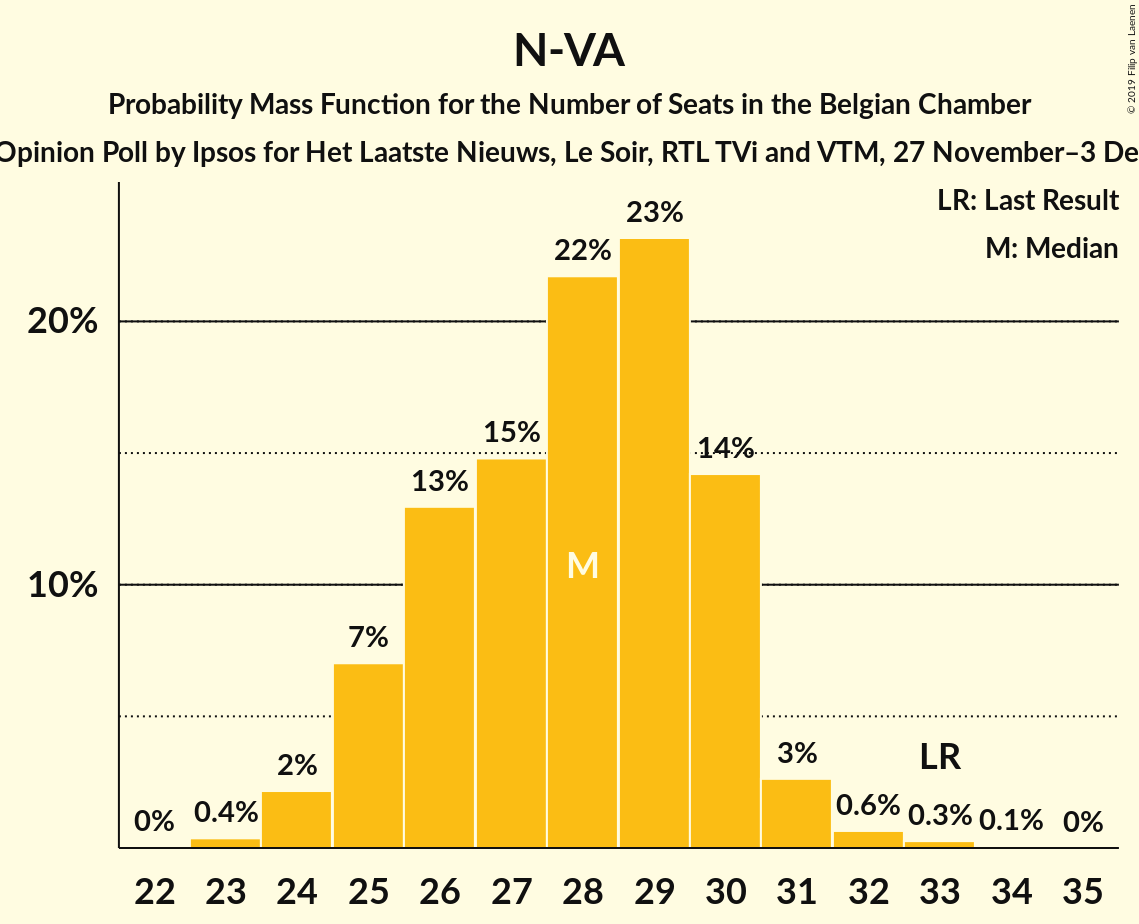 © 2019 Filip van Laenen
N-VA
Probability Mass Function for the Number of Seats in the Belgian Chamber
Opinion Poll by Ipsos for Het Laatste Nieuws, Le Soir, RTL TVi and VTM, 27 November–3 De
LR: Last Result
M: Median
23%
22%
20%
15%
14%
13%
M
10%
7%
LR
3%
2%
0% 0.4% 0.6% 0.3% 0.1% 0%
22 23 24 25 26 27 28 29 30 31 32 33 34 35